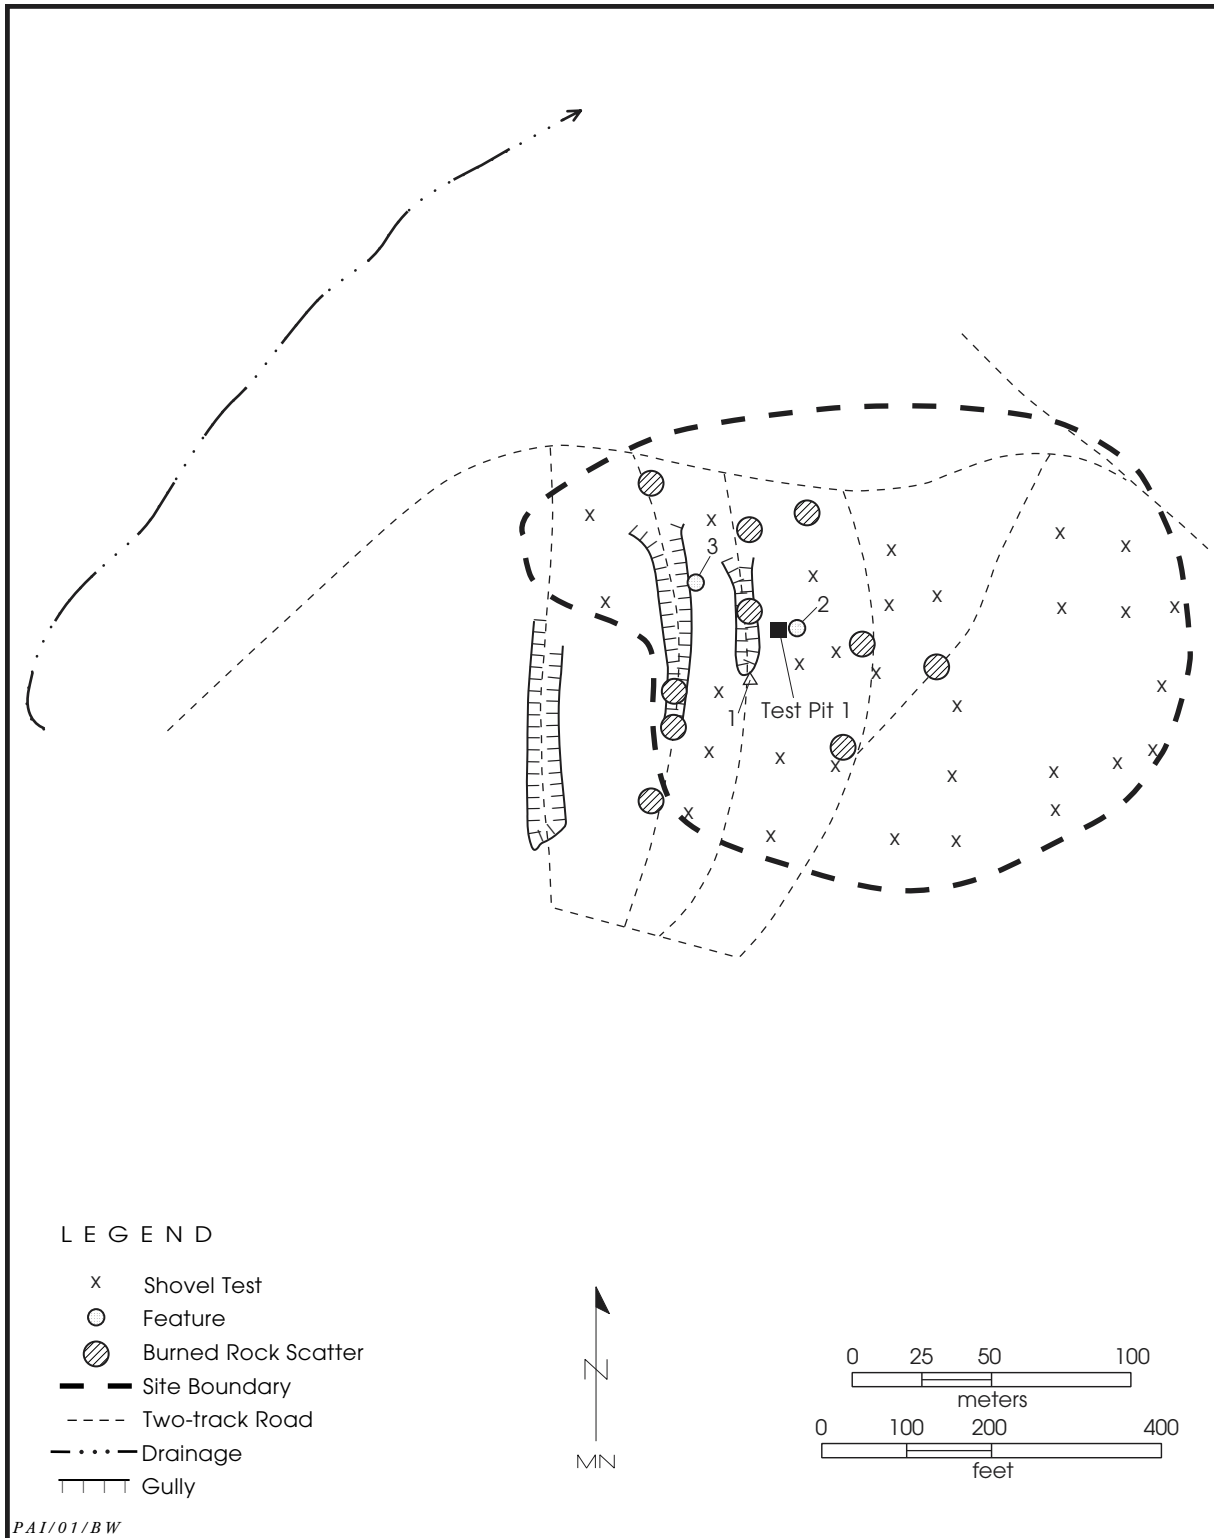 3
2
1
Test Pit 1
LEGEND
x Shovel Test
Feature
Burned Rock Scatter
Site Boundary
Two-track Road
Drainage
Gully
N
MN
0 25 50 100
meters
0 100 200 400
feet
PAI/01/BW